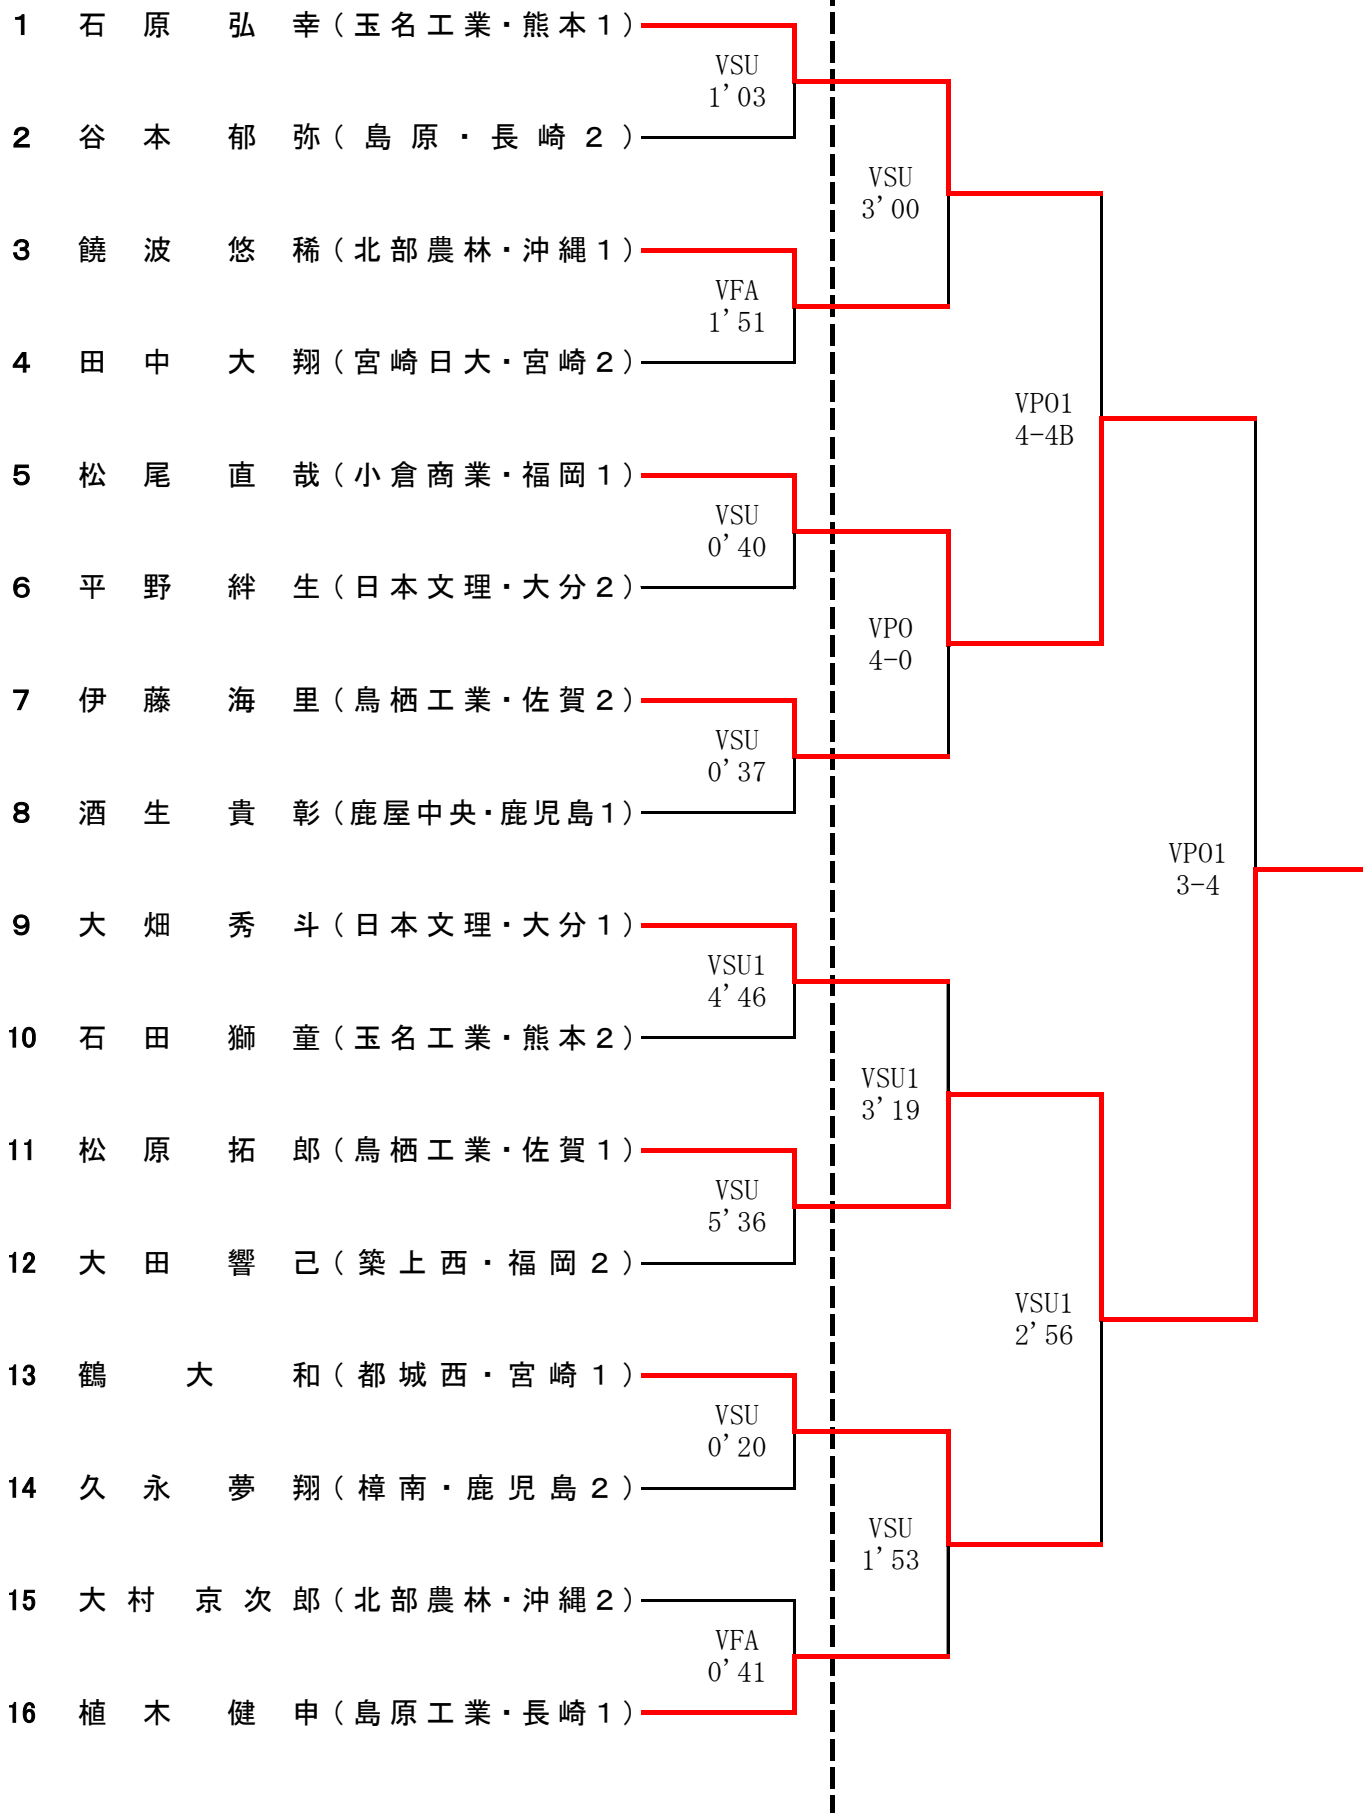 1 石原 弘幸(玉名工業・熊本1)
VSU
1'03
2 谷本 郁弥(島原・長崎2)
VSU
3'00
3 饒波 悠稀(北部農林・沖縄1)
VFA
1'51
4 田中 大翔(宮崎日大・宮崎2)
VPO1
4-4B
5 松尾 直哉(小倉商業・福岡1)
VSU
0'40
6 平野 絆生(日本文理・大分2)
VPO
4-0
7 伊藤 海里(鳥栖工業・佐賀2)
VSU
0'37
8 酒生 貴彰(鹿屋中央・鹿児島1)
VPO1
3-4
9 大畑 秀斗(日本文理・大分1)
VSU1
4'46
10 石田 獅童(玉名工業・熊本2)
VSU1
3'19
11 松原 拓郎(鳥栖工業・佐賀1)
VSU
5'36
12 大田 響己(築上西・福岡2)
VSU1
2'56
13 鶴 大 和(都城西・宮崎1)
VSU
0'20
14 久永 夢翔(樟南・鹿児島2)
VSU
1'53
15 大村 京次郎(北部農林・沖縄2)
VFA
0'41
16 植木 健申(島原工業・長崎1)